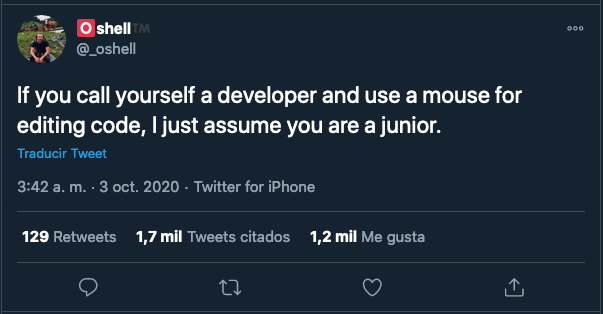 🅾️shell™
@_oshell
If you call yourself a developer and use a mouse for
editing code, I just assume you are a junior.
Traducir Tweet
3:42 a. m. · 3 oct. 2020 · Twitter for iPhone
129 Retweets 1,7 mil Tweets citados 1,2 mil Me gusta